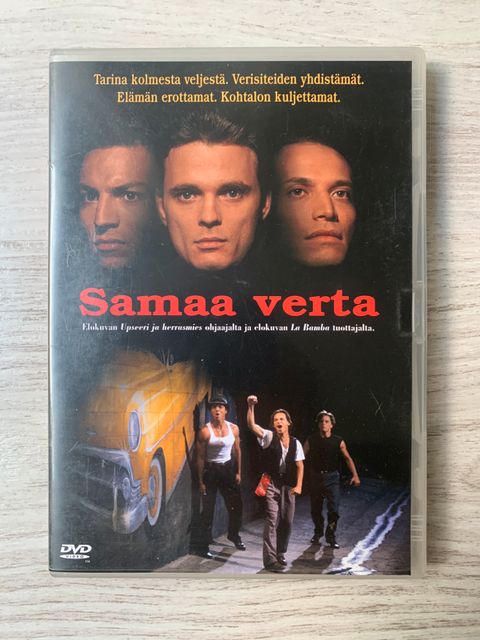 Tarina kolmesta veljestä. Verisiteiden yhdistämät.
Elämän erottamat. Kohtalon kuljettamat.
Samaa verta
Elokuvan Upseeri ja herrasmies ohjaajalta ja elokuvan La Bamba tuottajalta.
DVD
VIDEO